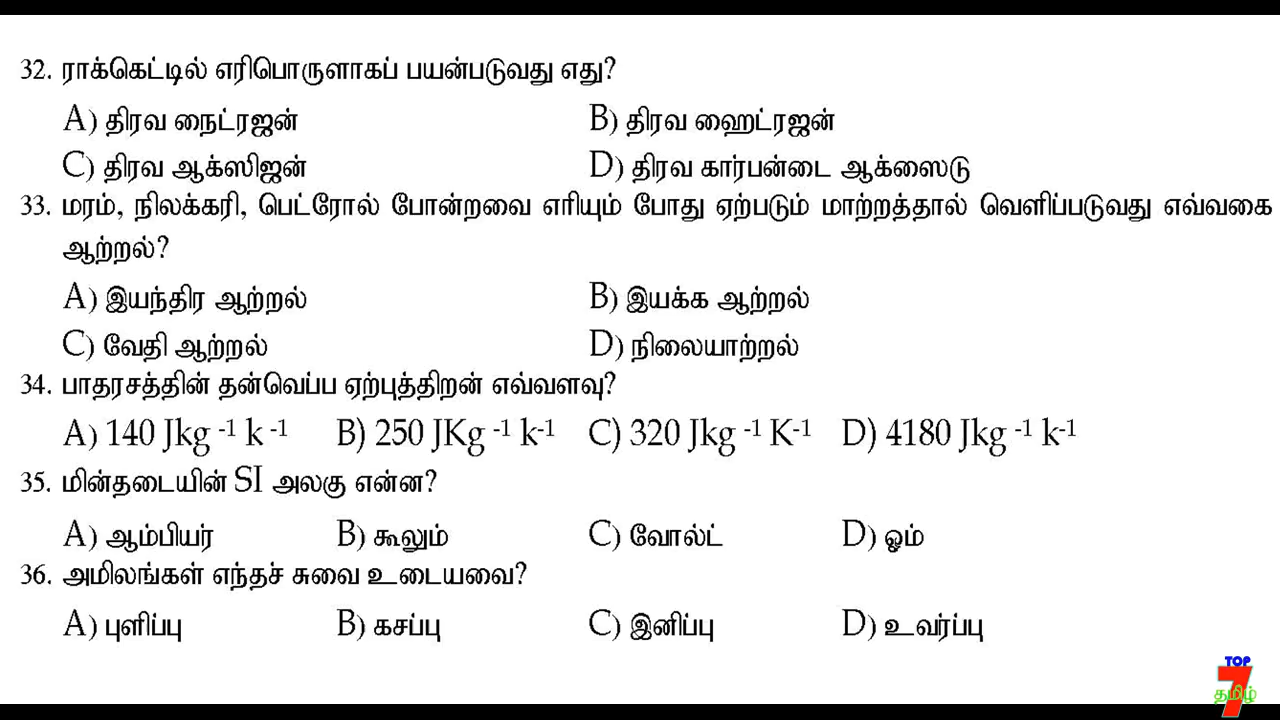 32. ராக்கெட்டில் எரிபொருளாகப் பயன்படுவது எது?
A) திரவ நைட்ரஜன் B) திரவ ஹைட்ரஜன்
C) திரவ ஆக்ஸிஜன் D) திரவ கார்பன்டை ஆக்ஸைடு
33. மரம், நிலக்கரி, பெட்ரோல் போன்றவை எரியும் போது ஏற்படும் மாற்றத்தால் வெளிப்படுவது எவ்வகை
ஆற்றல்?
A) இயந்திர ஆற்றல் B) இயக்க ஆற்றல்
C) வேதி ஆற்றல் D) நிலையாற்றல்
34. பாதரசத்தின் தன்வெப்ப ஏற்புத்திறன் எவ்வளவு?
A) 140 Jkg ⁻¹ k ⁻¹ B) 250 JKg ⁻¹ k⁻¹ C) 320 Jkg ⁻¹ K⁻¹ D) 4180 Jkg ⁻¹ k⁻¹
35. மின்தடையின் SI அலகு என்ன?
A) ஆம்பியர் B) கூலும் C) வோல்ட் D) ஓம்
36. அமிலங்கள் எந்தச் சுவை உடையவை?
A) புளிப்பு B) கசப்பு C) இனிப்பு D) உவர்ப்பு
TOP
7
தமிழ்